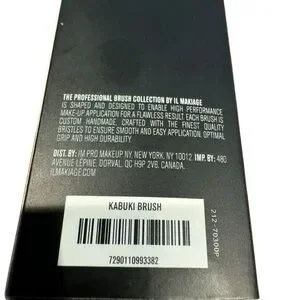 THE PROFESSIONAL BRUSH COLLECTION BY IL MAKIAGE
IS SHAPED AND DESIGNED TO ENABLE HIGH PERFORMANCE
MAKE-UP APPLICATION FOR A FLAWLESS RESULT. EACH BRUSH IS
CUSTOM HANDMADE, CRAFTED WITH THE FINEST QUALITY
BRISTLES TO ENSURE SMOOTH AND EASY APPLICATION, OPTIMAL
GRIP AND HIGH DURABILITY.
DIST. BY: IM PRO MAKEUP NY, NEW YORK, NY, 10012. IMP. BY: 480
AVENUE LEPINE, DORVAL, QC H9P 2V6, CANADA.
ILMAKIAGE.COM
KABUKI BRUSH
7290110993382
212-70300P